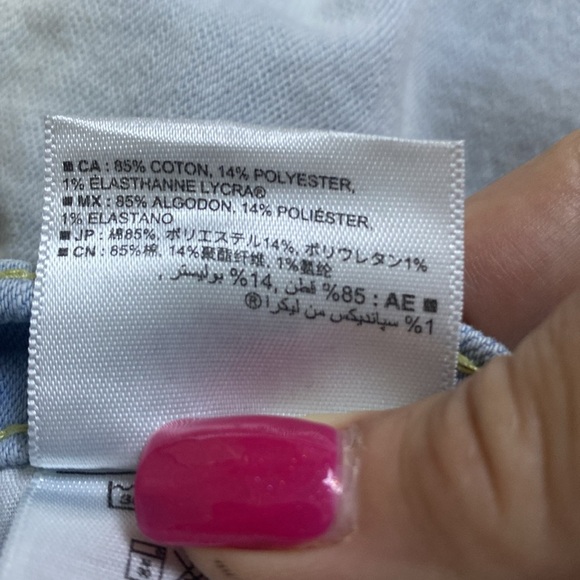 ■ CA : 85% COTON, 14% POLYESTER,
1% ÉLASTHANNE LYCRA®
■ MX : 85% ALGODON, 14% POLIÉSTER,
1% ELASTANO
■ JP : 綿85%, ポリエステル14%, ポリウレタン1%
■ CN : 85%棉, 14%聚酯纤维, 1%氨纶
■ AE : 85% قطن, 14% بوليستر ,
1% سپانديكس من ليكرا ®